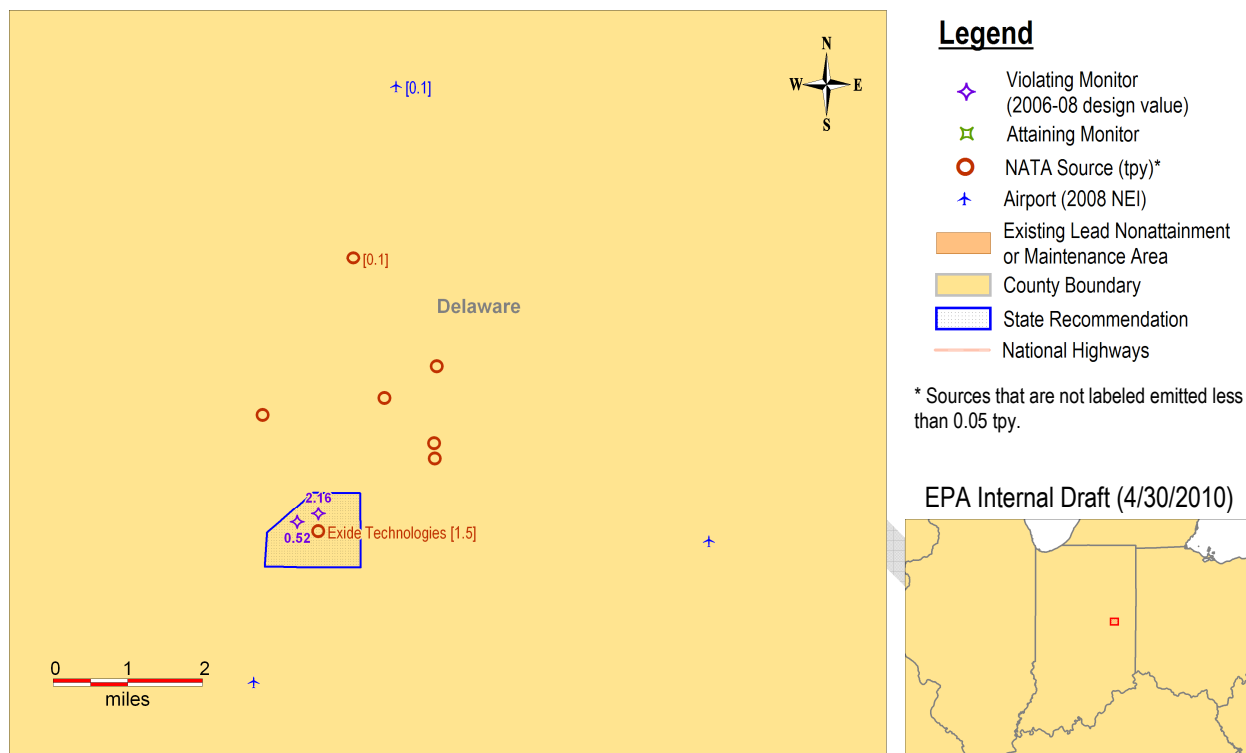 [0.1]
[0.1]
Delaware
2.16
0.52
Exide Technologies [1.5]
0 1 2
miles
N
W E
S
Legend
Violating Monitor
(2006-08 design value)
Attaining Monitor
NATA Source (tpy)*
Airport (2008 NEI)
Existing Lead Nonattainment
or Maintenance Area
County Boundary
State Recommendation
National Highways
* Sources that are not labeled emitted less
than 0.05 tpy.
EPA Internal Draft (4/30/2010)